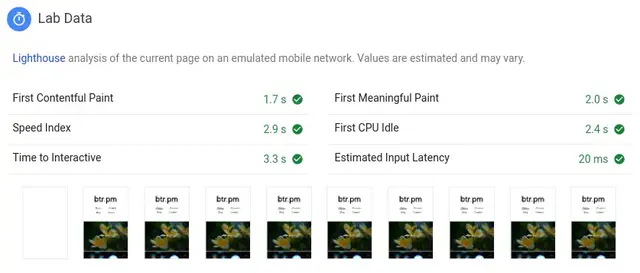 Lab Data
Lighthouse analysis of the current page on an emulated mobile network. Values are estimated and may vary.
First Contentful Paint 1.7 s
First Meaningful Paint 2.0 s
Speed Index 2.9 s
First CPU Idle 2.4 s
Time to Interactive 3.3 s
Estimated Input Latency 20 ms
btr.pm btr.pm btr.pm btr.pm btr.pm btr.pm btr.pm btr.pm btr.pm